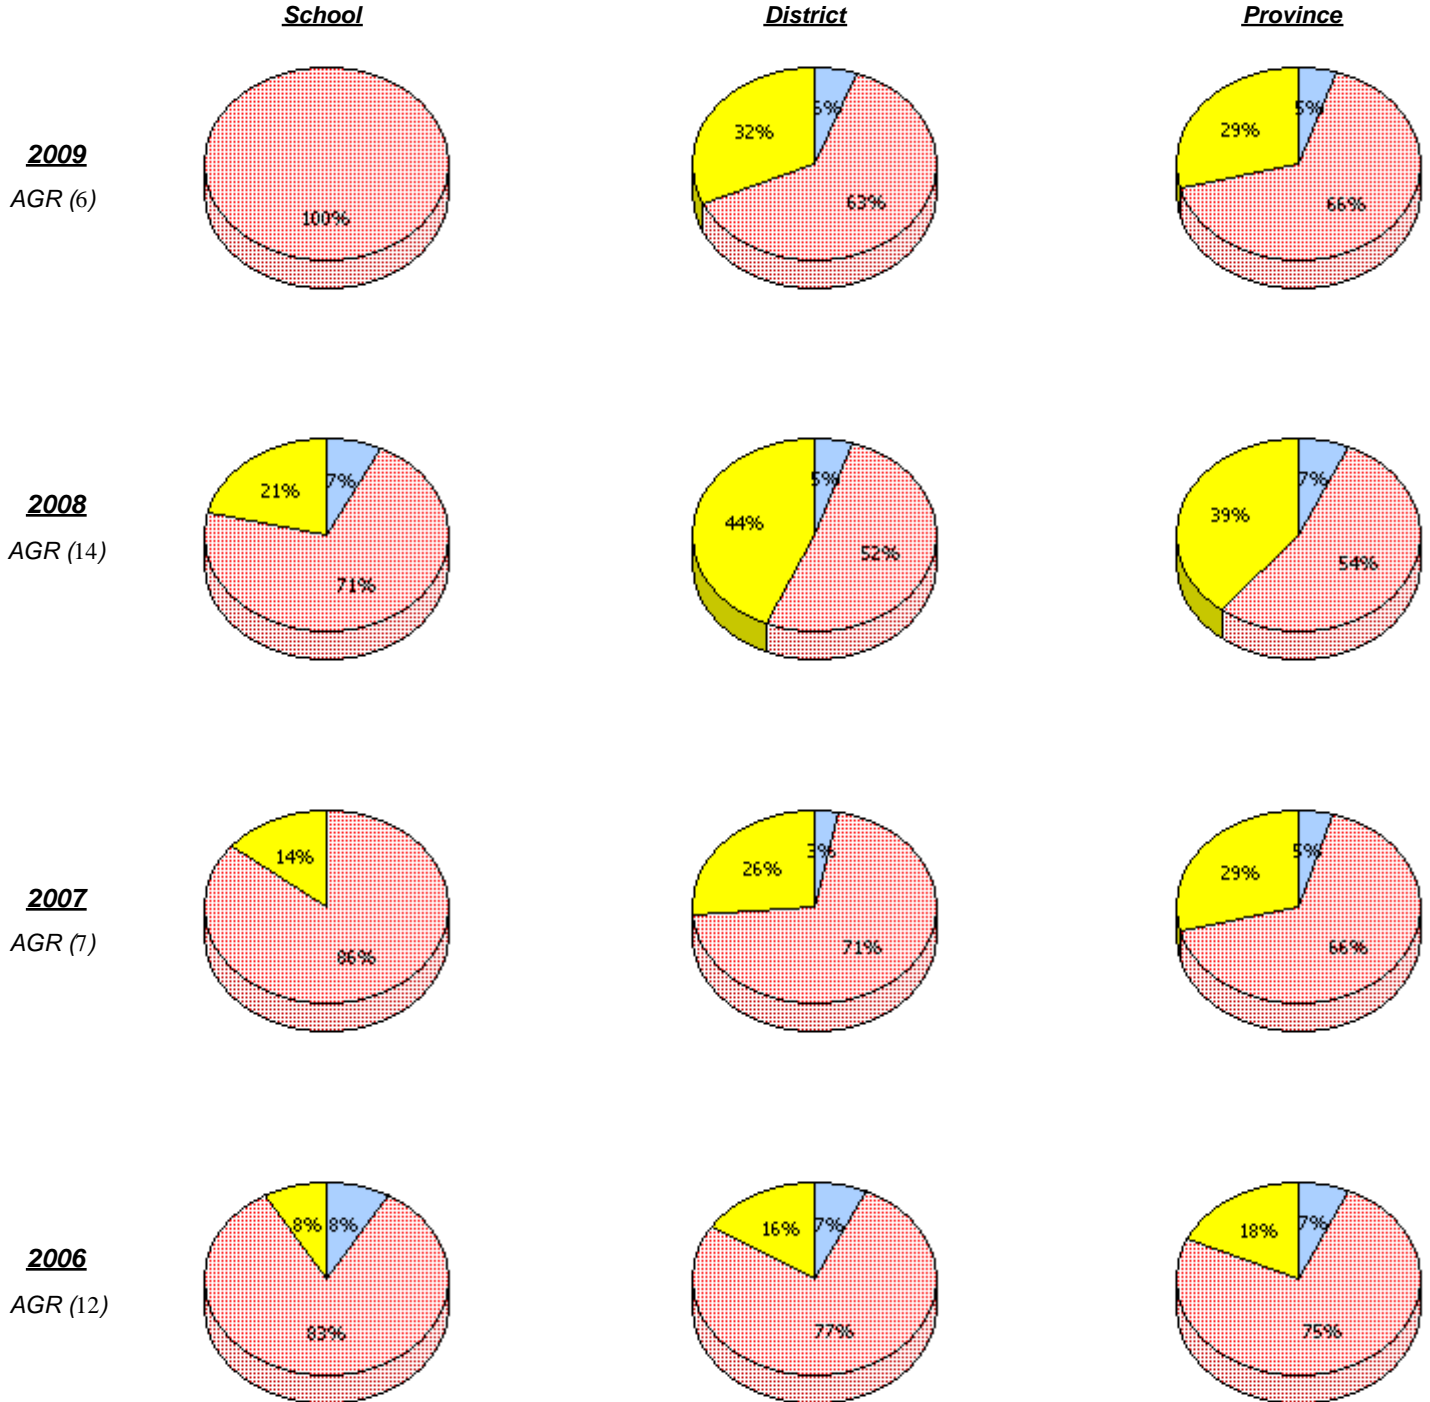 School District Province
5%
32% 5% 29%
2009
AGR (6)
63% 66%
100%
7% 5% 7%
21% 39%
44%
2008
AGR (14)
52% 54%
71%
3% 5%
14% 26% 29%
2007
AGR (7)
86% 71% 66%
8% 8% 16% 7% 18% 7%
2006
AGR (12)
83% 77% 75%